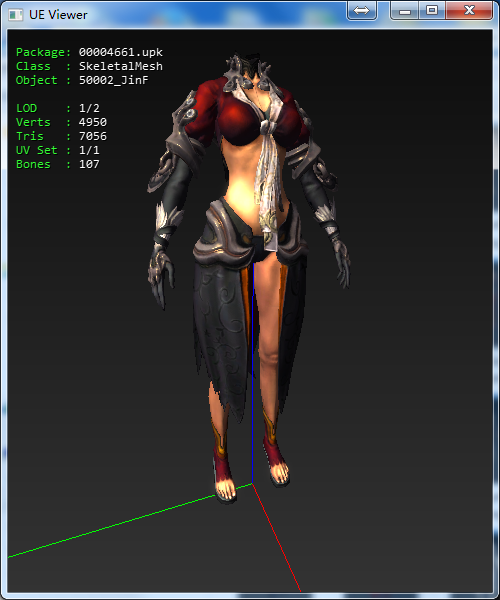 UE Viewer
Package: 00004661.upk
Class : SkeletalMesh
Object : 50002_JinF
LOD : 1/2
Verts : 4950
Tris : 7056
UV Set : 1/1
Bones : 107